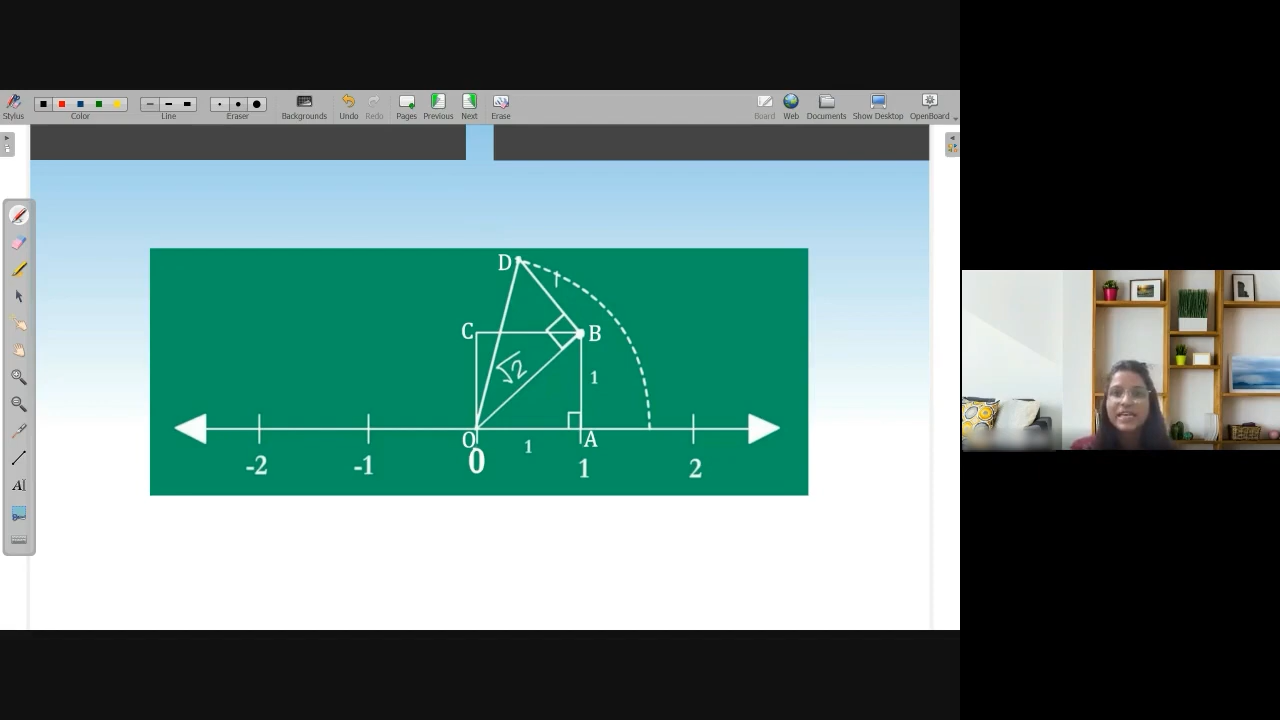 Stylus
Color
Line
Eraser
Backgrounds
Undo
Redo
Pages
Previous
Next
Erase
Board
Web
Documents
Show Desktop
OpenBoard
D
1
C
B
√2
1
O
A
1
-2
-1
0
1
2